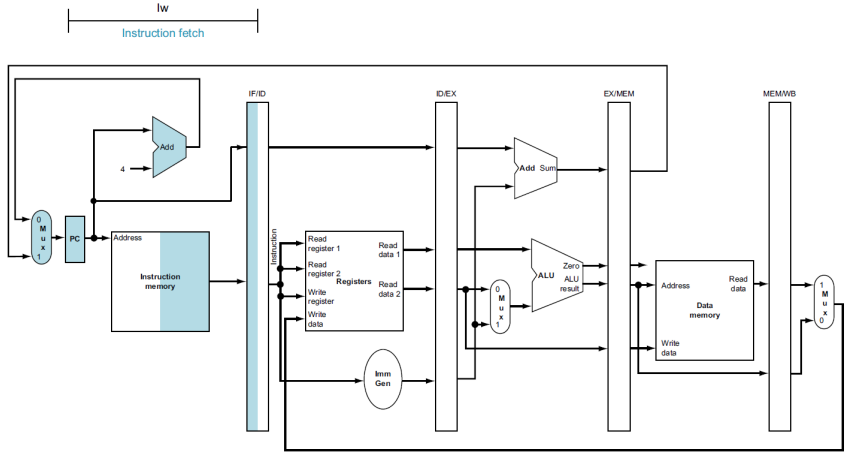 lw
Instruction fetch
IF/ID
ID/EX
EX/MEM
MEM/WB
Add
4
Add Sum
0
M
u
x
1
PC
Address
Instruction
memory
Instruction
Read
register 1
Read
register 2
Write
register
Write
data
Registers
Read
data 1
Read
data 2
Imm
Gen
0
M
u
x
1
ALU
Zero
ALU
result
Address
Write
data
Data
memory
Read
data
1
M
u
x
0